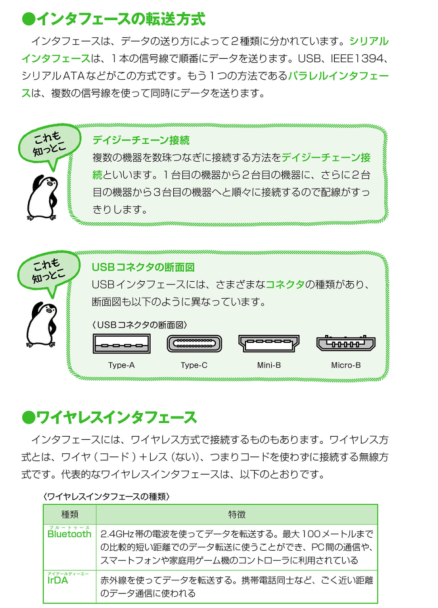 ●インタフェースの転送方式
インタフェースは、データの送り方によって2種類に分かれています。シリアル
インタフェースは、1本の信号線で順番にデータを送ります。USB、IEEE1394、
シリアルATAなどがこの方式です。もう1つの方法であるパラレルインタフェー
スは、複数の信号線を使って同時にデータを送ります。
これも
知っとこ
デイジーチェーン接続
複数の機器を数珠つなぎに接続する方法をデイジーチェーン接
続といいます。1台目の機器から2台目の機器に、さらに2台
目の機器から3台目の機器へと順々に接続するので配線がすっ
きりします。
これも
知っとこ
USBコネクタの断面図
USBインタフェースには、さまざまなコネクタの種類があり、
断面図も以下のように異なっています。
〈USBコネクタの断面図〉
Type-A Type-C Mini-B Micro-B
●ワイヤレスインタフェース
インタフェースには、ワイヤレス方式で接続するものもあります。ワイヤレス方
式とは、ワイヤ（コード）＋レス（ない）、つまりコードを使わずに接続する無線方
式です。代表的なワイヤレスインタフェースは、以下のとおりです。
〈ワイヤレスインタフェースの種類〉
種類 特徴
ブルートゥース
Bluetooth 2.4GHz帯の電波を使ってデータを転送する。最大100メートルまで
の比較的短い距離でのデータ転送に使うことができ、PC間の通信や、
スマートフォンや家庭用ゲーム機のコントローラに利用されている
アイアールディーエー
IrDA 赤外線を使ってデータを転送する。携帯電話同士など、ごく近い距離
のデータ通信に使われる